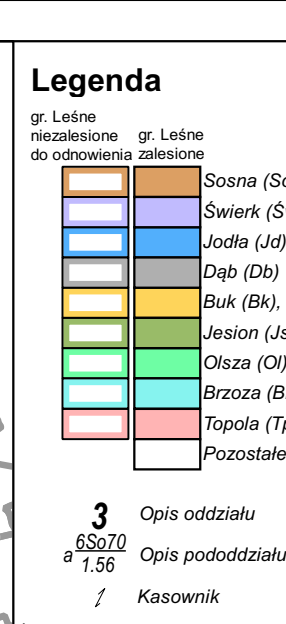 Legenda
gr. Leśne
niezalesione gr. Leśne
do odnowienia zalesione
Sosna (So
Świerk (Ś
Jodła (Jd)
Dąb (Db)
Buk (Bk),
Jesion (Js
Olsza (Ol)
Brzoza (B
Topola (Tp
Pozostałe
3 Opis oddziału
a 6So70 Opis pododdziału
1.56
Kasownik